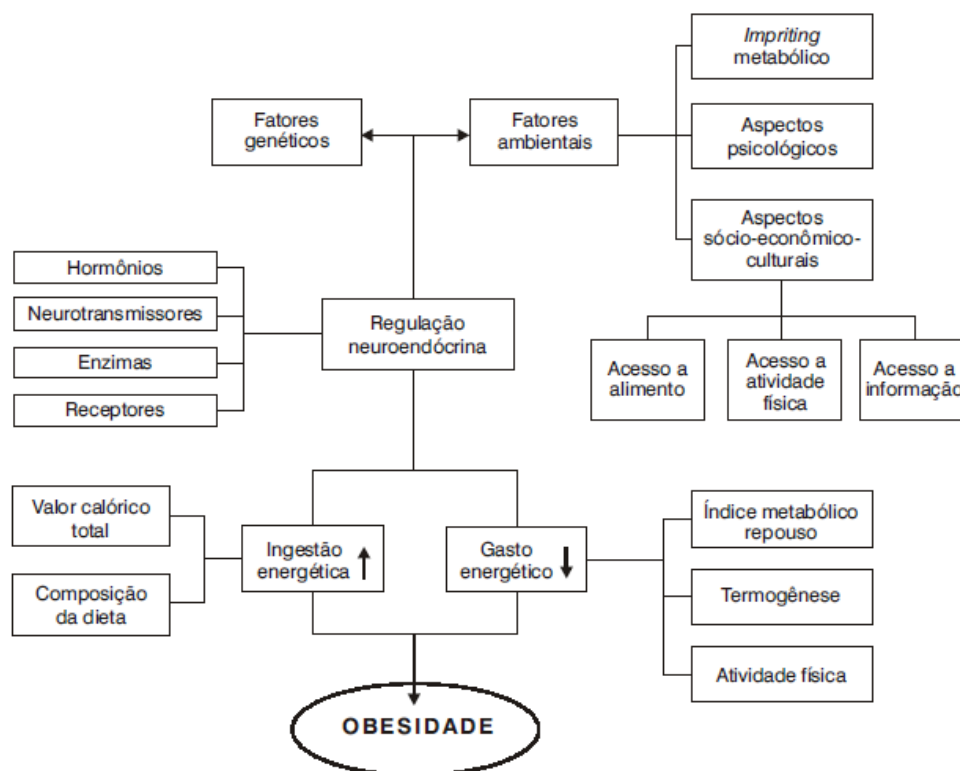 Impriting
metabólico
Fatores
genéticos
Fatores
ambientais
Aspectos
psicológicos
Aspectos
sócio-econômico-
culturais
Hormônios
Neurotransmissores
Enzimas
Receptores
Regulação
neuroendócrina
Acesso a
alimento
Acesso a
atividade
física
Acesso a
informação
Valor calórico
total
Composição
da dieta
Ingestão
energética
Gasto
energético
Índice metabólico
repouso
Termogênese
Atividade física
OBESIDADE